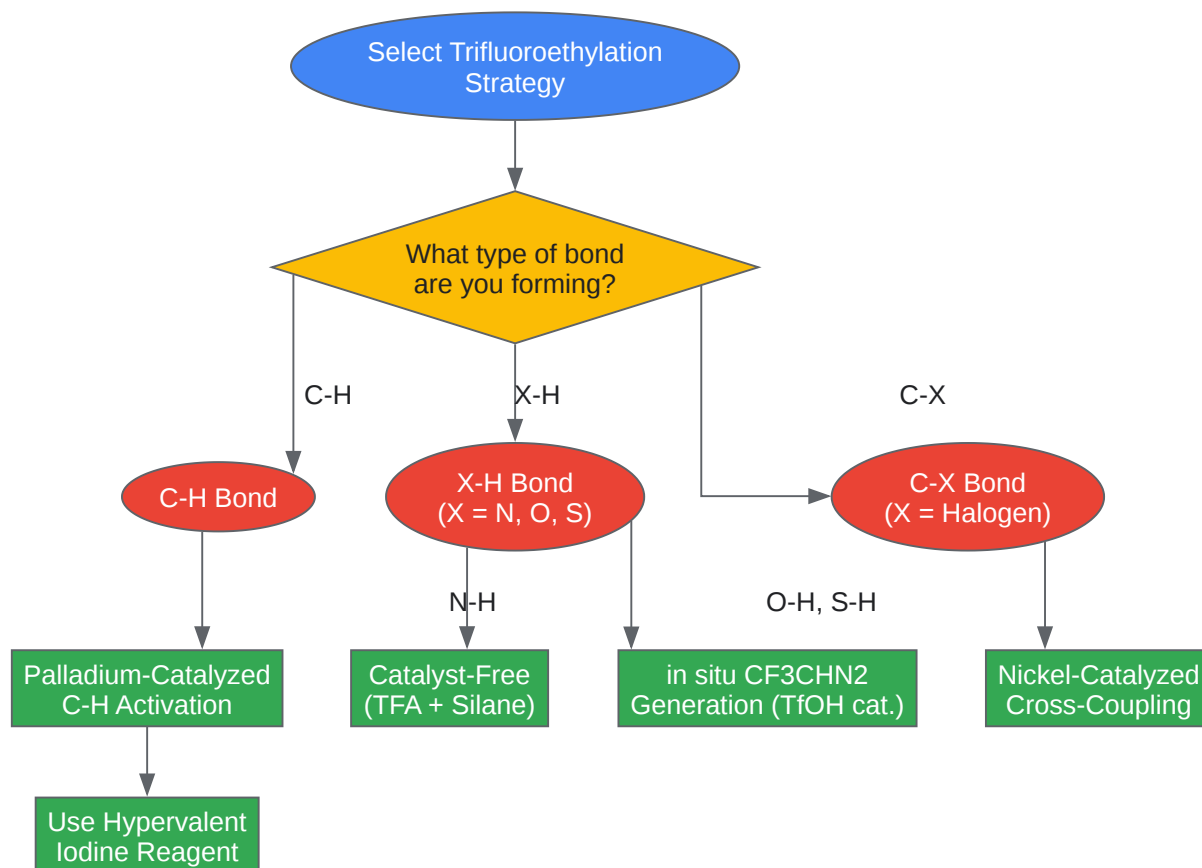 Select Trifluoroethylation
Strategy
What type of bond
are you forming?
C-H
X-H
C-X
C-H Bond
X-H Bond
(X = N, O, S)
C-X Bond
(X = Halogen)
N-H
O-H, S-H
Palladium-Catalyzed
C-H Activation
Catalyst-Free
(TFA + Silane)
in situ CF3CHN2
Generation (TfOH cat.)
Nickel-Catalyzed
Cross-Coupling
Use Hypervalent
Iodine Reagent